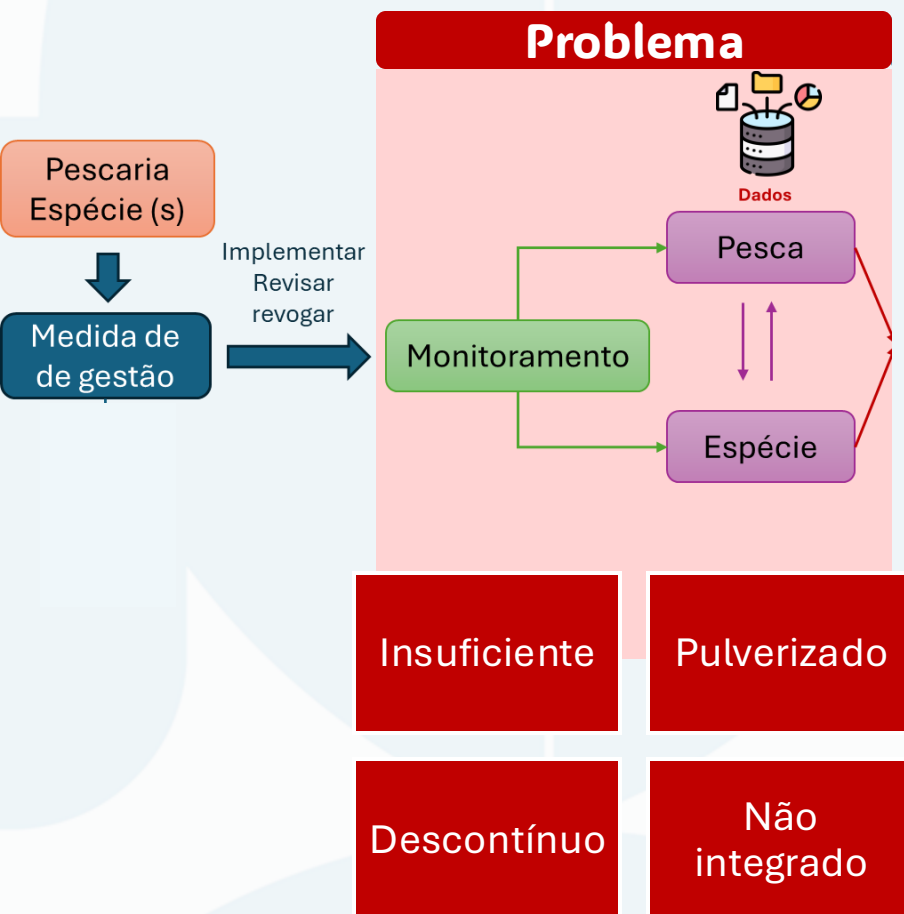 Problema
Dados
Pescaria
Espécie (s)
Implementar
Revisar
revogar
Medida de
de gestão
Monitoramento
Pesca
Espécie
Insuficiente
Pulverizado
Descontínuo
Não
integrado